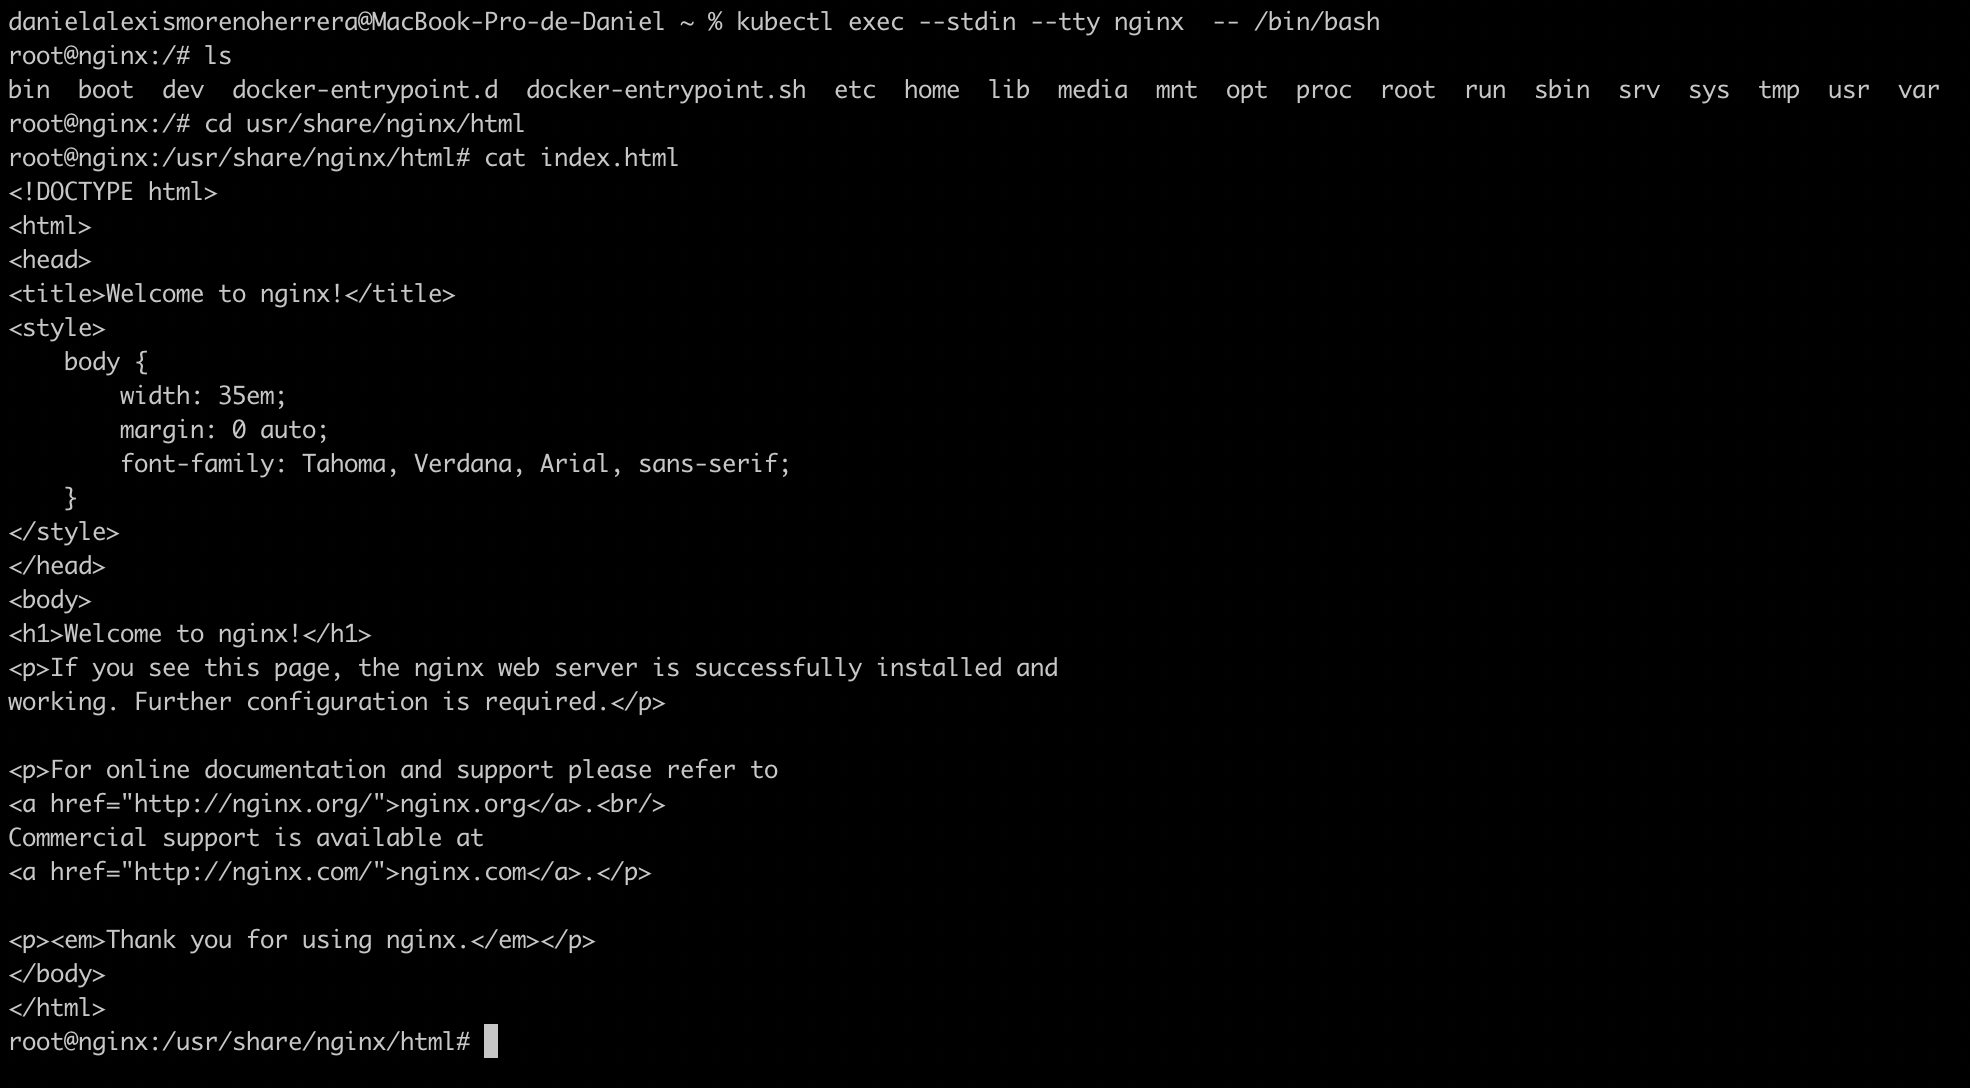 danielalexismorenoherrera@MacBook-Pro-de-Daniel ~ % kubectl exec --stdin --tty nginx  -- /bin/bash
root@nginx:/# ls
bin  boot  dev  docker-entrypoint.d  docker-entrypoint.sh  etc  home  lib  media  mnt  opt  proc  root  run  sbin  srv  sys  tmp  usr  var
root@nginx:/# cd usr/share/nginx/html
root@nginx:/usr/share/nginx/html# cat index.html
<!DOCTYPE html>
<html>
<head>
<title>Welcome to nginx!</title>
<style>
    body {
        width: 35em;
        margin: 0 auto;
        font-family: Tahoma, Verdana, Arial, sans-serif;
    }
</style>
</head>
<body>
<h1>Welcome to nginx!</h1>
<p>If you see this page, the nginx web server is successfully installed and
working. Further configuration is required.</p>

<p>For online documentation and support please refer to
<a href="http://nginx.org/">nginx.org</a>.<br/>
Commercial support is available at
<a href="http://nginx.com/">nginx.com</a>.</p>

<p><em>Thank you for using nginx.</em></p>
</body>
</html>
root@nginx:/usr/share/nginx/html#